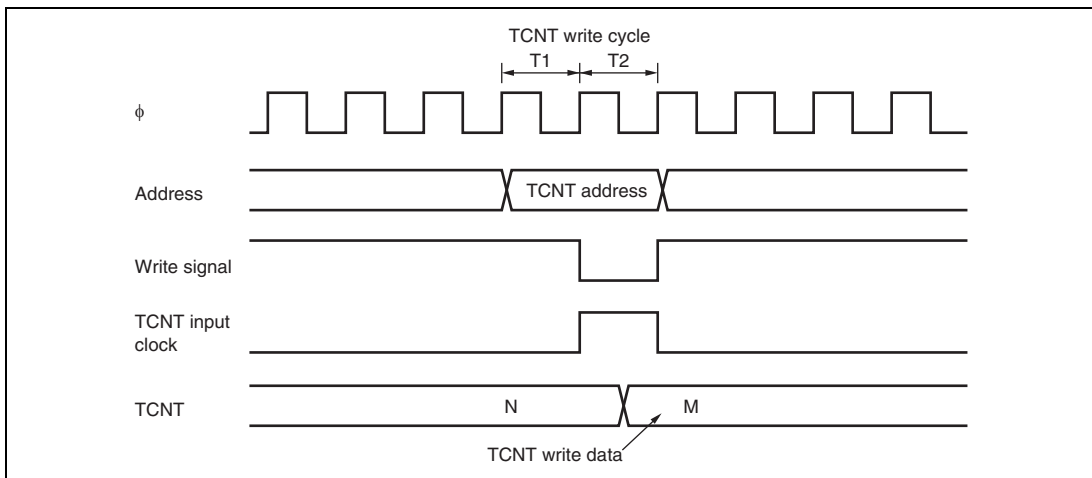 TCNT write cycle
T1 T2
ϕ
Address
TCNT address
Write signal
TCNT input
clock
TCNT
N
M
TCNT write data